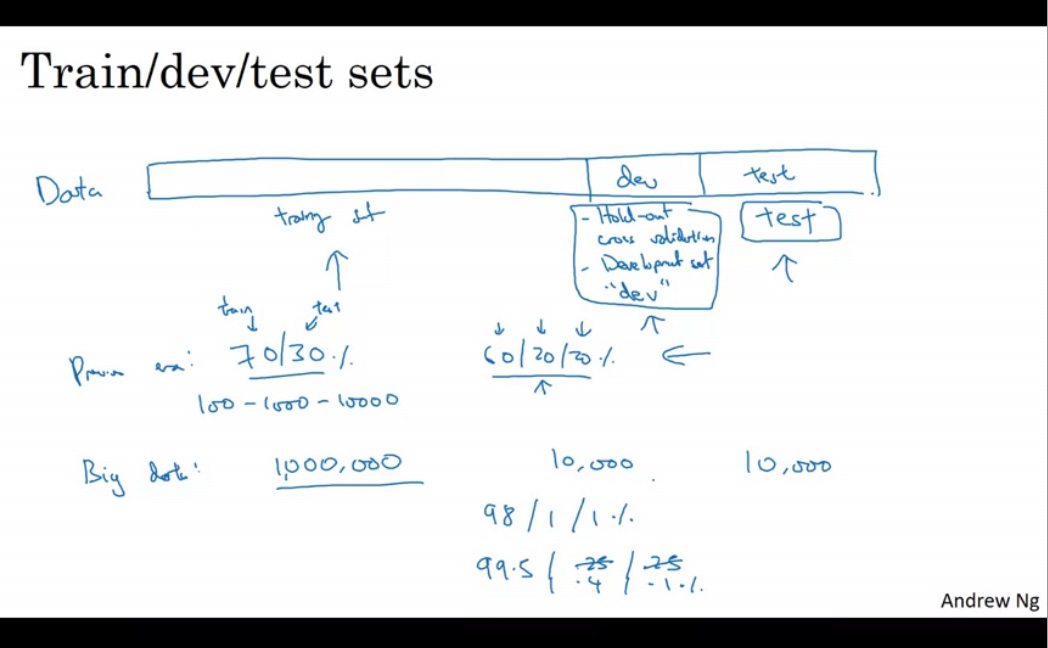 Train/dev/test sets
Data
dev
test
training set
- Hold-out
cross validation
- Development set
"dev"
test
train
test
Previous era:
70/30 %
60/20/20 %
100 - 1000 - 10000
Big data:
1,000,000
10,000
10,000
98 / 1 / 1 %
99.5 / .25 / .25
.4 / .1 %
Andrew Ng